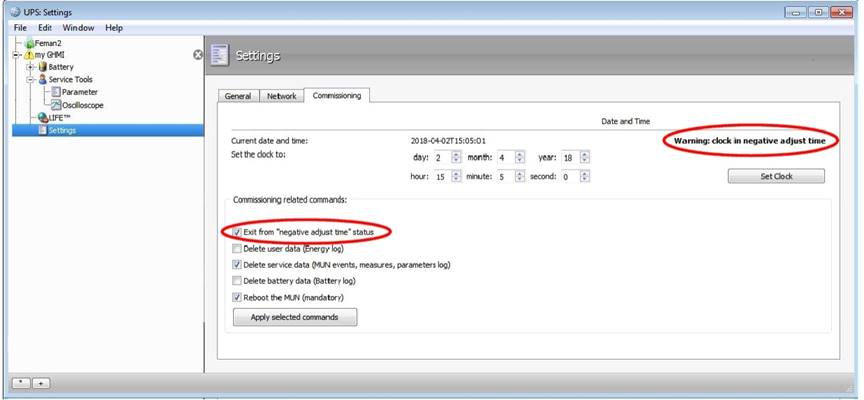 UPS: Settings
File Edit Window Help
Feman2
my GHMI
Battery
Service Tools
Parameter
Oscilloscope
LIFE™
Settings
Settings
General Network Commissioning
Date and Time
Current date and time: 2018-04-02T15:05:01 Warning: clock in negative adjust time
Set the clock to: day: 2 month: 4 year: 18
hour: 15 minute: 5 second: 0 Set Clock
Commissioning related commands:
Exit from "negative adjust time" status
Delete user data (Energy log)
Delete service data (MUN events, measures, parameters log)
Delete battery data (Battery log)
Reboot the MUN (mandatory)
Apply selected commands
* +